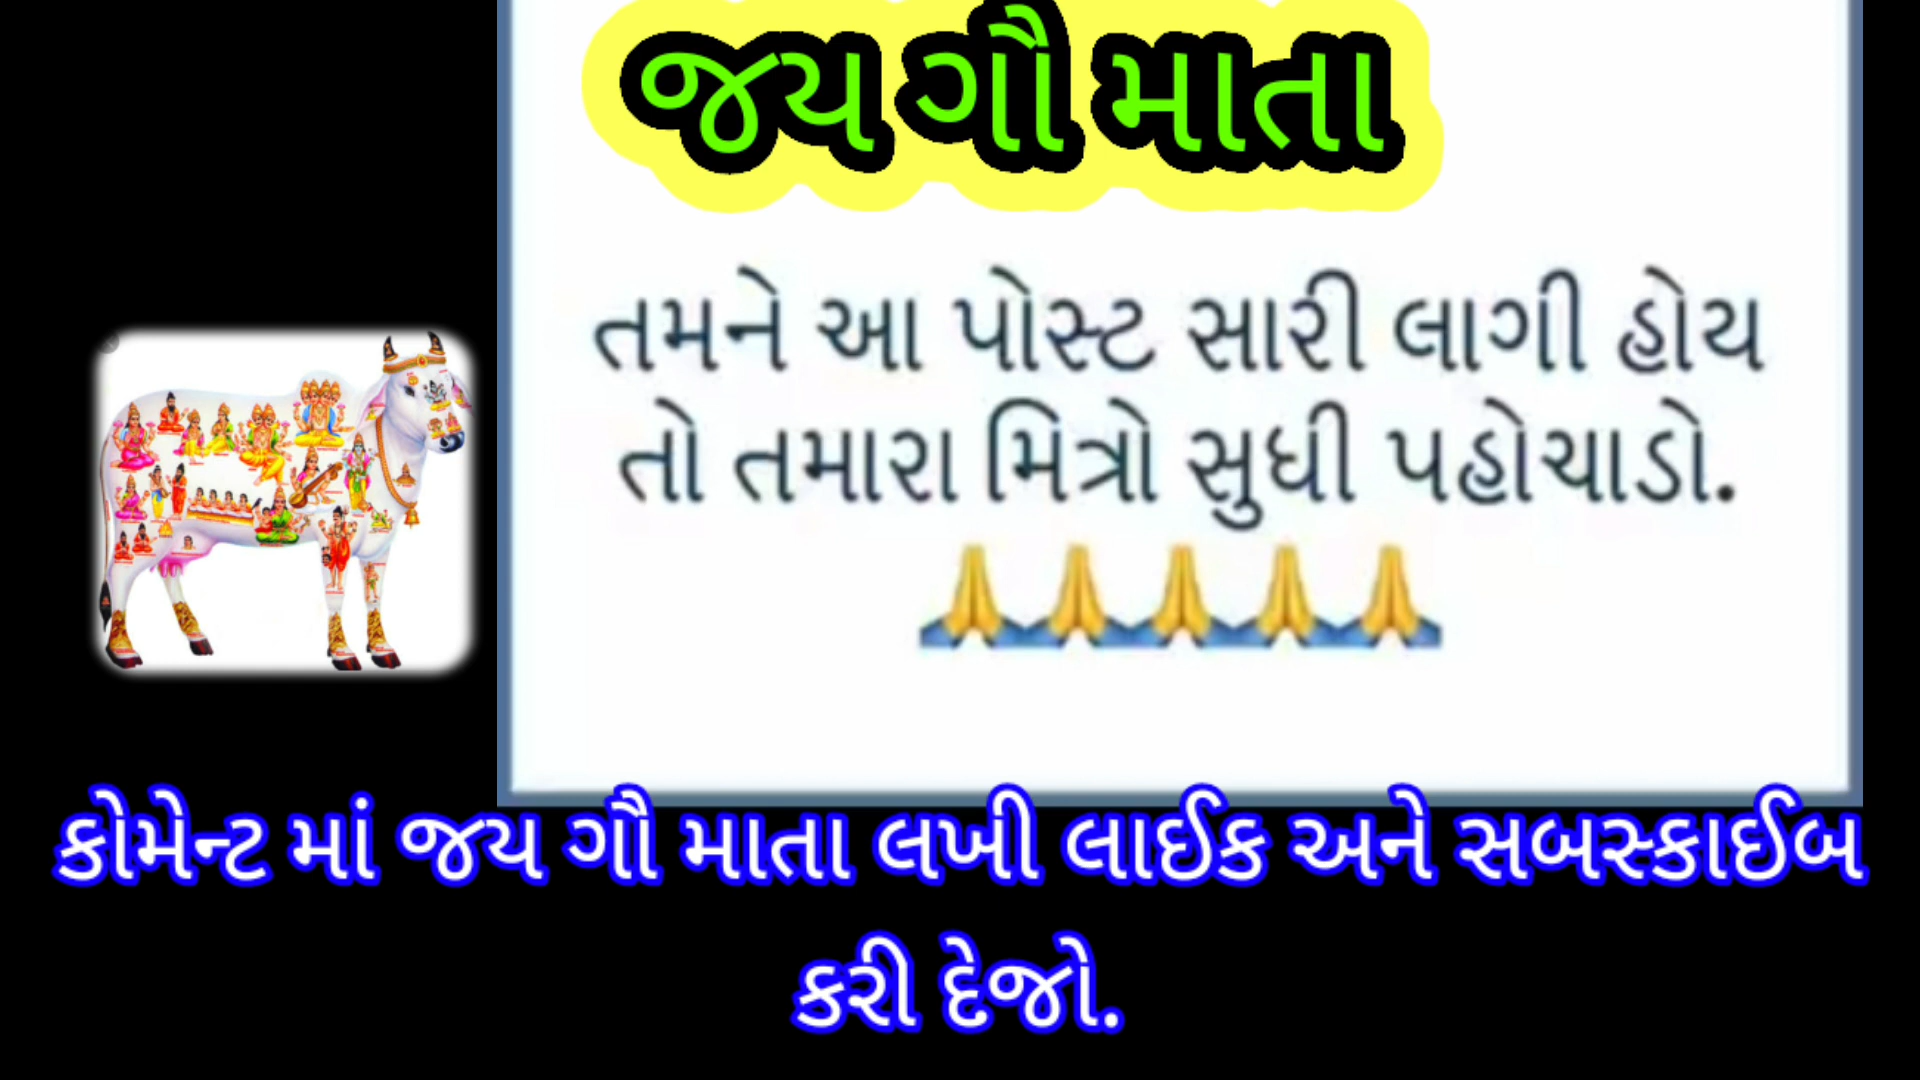 જય ગૌ માતા
તમને આ પોસ્ટ સારી લાગી હોય
તો તમારા મિત્રો સુધી પહોચાડો.
🙏🙏🙏🙏🙏
કોમેન્ટ માં જય ગૌ માતા લખી લાઈક અને સબસ્કાઈબ
કરી દેજો.